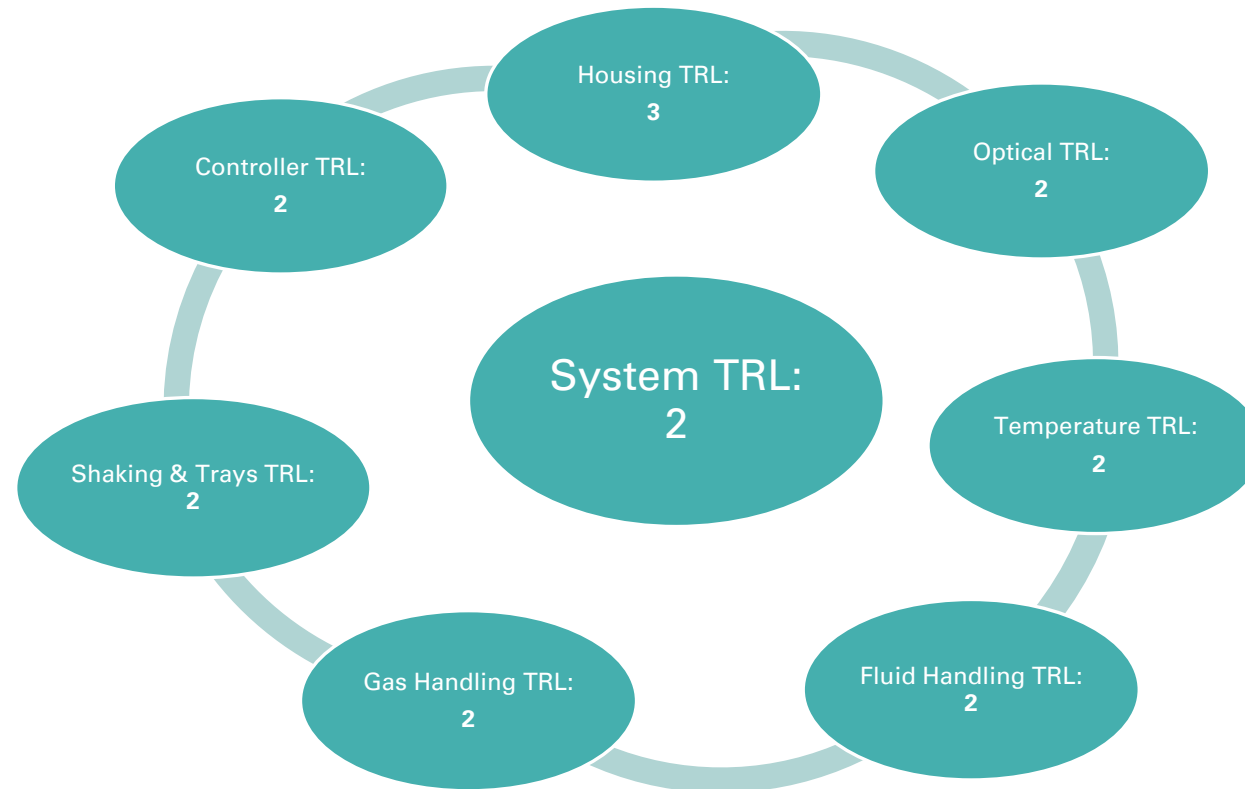 Housing TRL:
3
Optical TRL:
2
Temperature TRL:
2
Fluid Handling TRL:
2
Gas Handling TRL:
2
Shaking & Trays TRL:
2
Controller TRL:
2
System TRL:
2